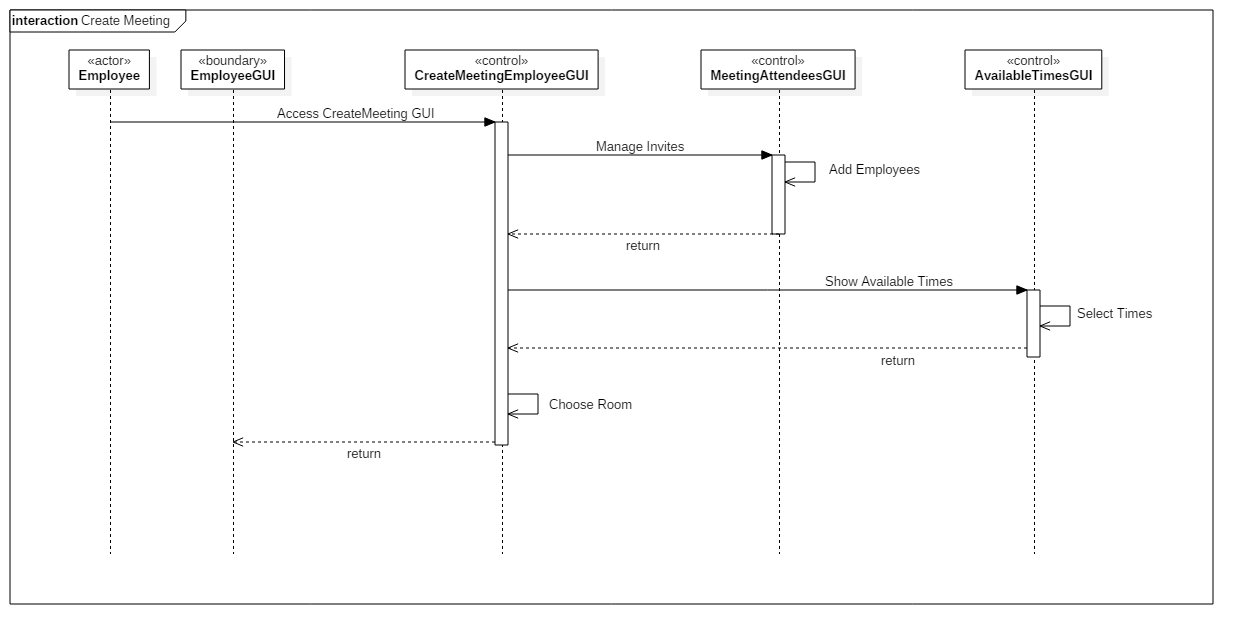 interaction Create Meeting
«actor»
Employee
«boundary»
EmployeeGUI
«control»
CreateMeetingEmployeeGUI
«control»
MeetingAttendeesGUI
«control»
AvailableTimesGUI
Access CreateMeeting GUI
Manage Invites
Add Employees
return
Show Available Times
Select Times
return
Choose Room
return